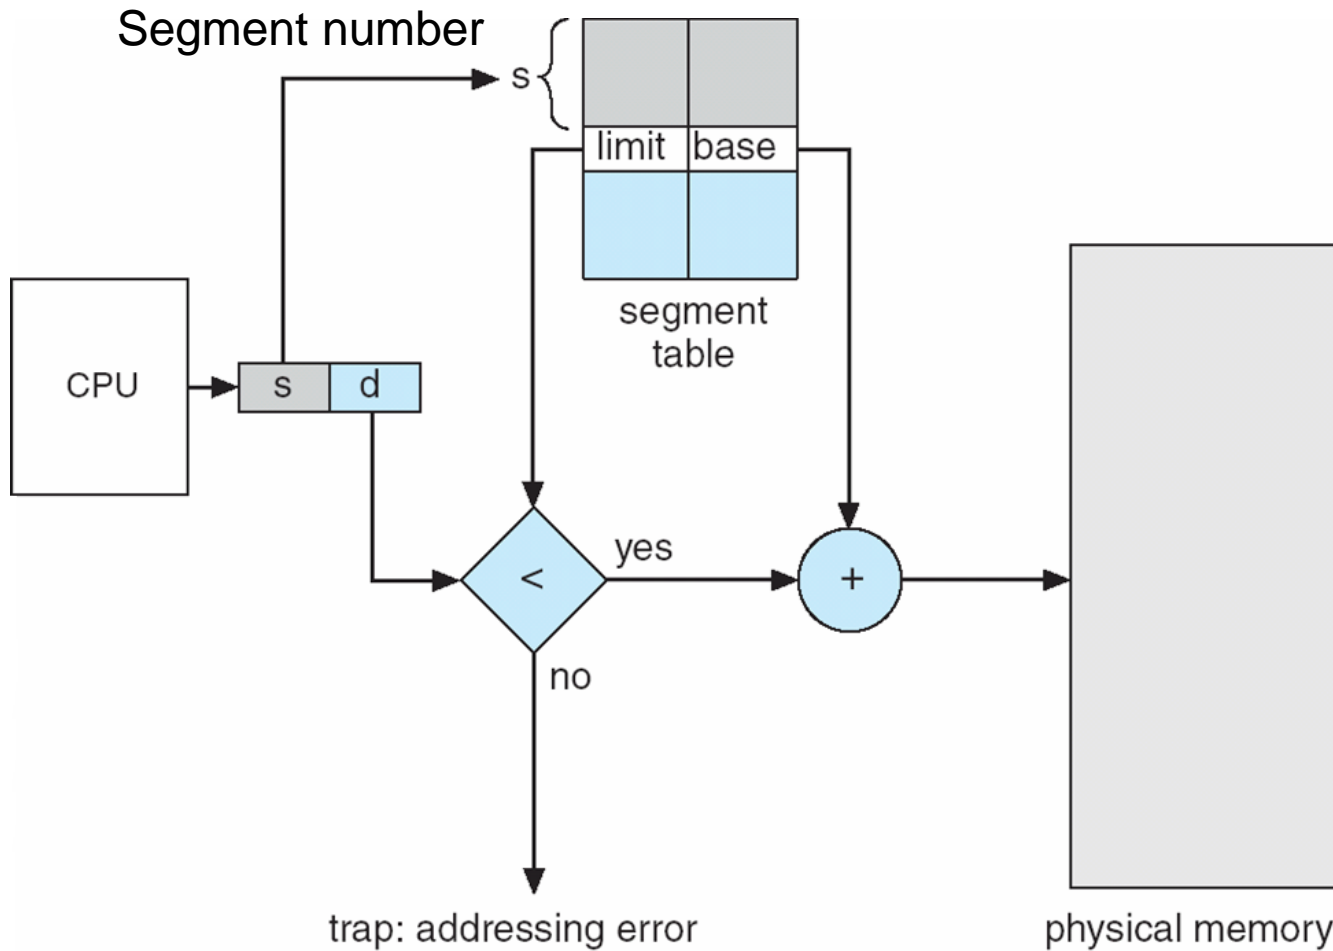 Segment number
s
limit base
segment
table
CPU
s d
<
yes
+
no
trap: addressing error
physical memory